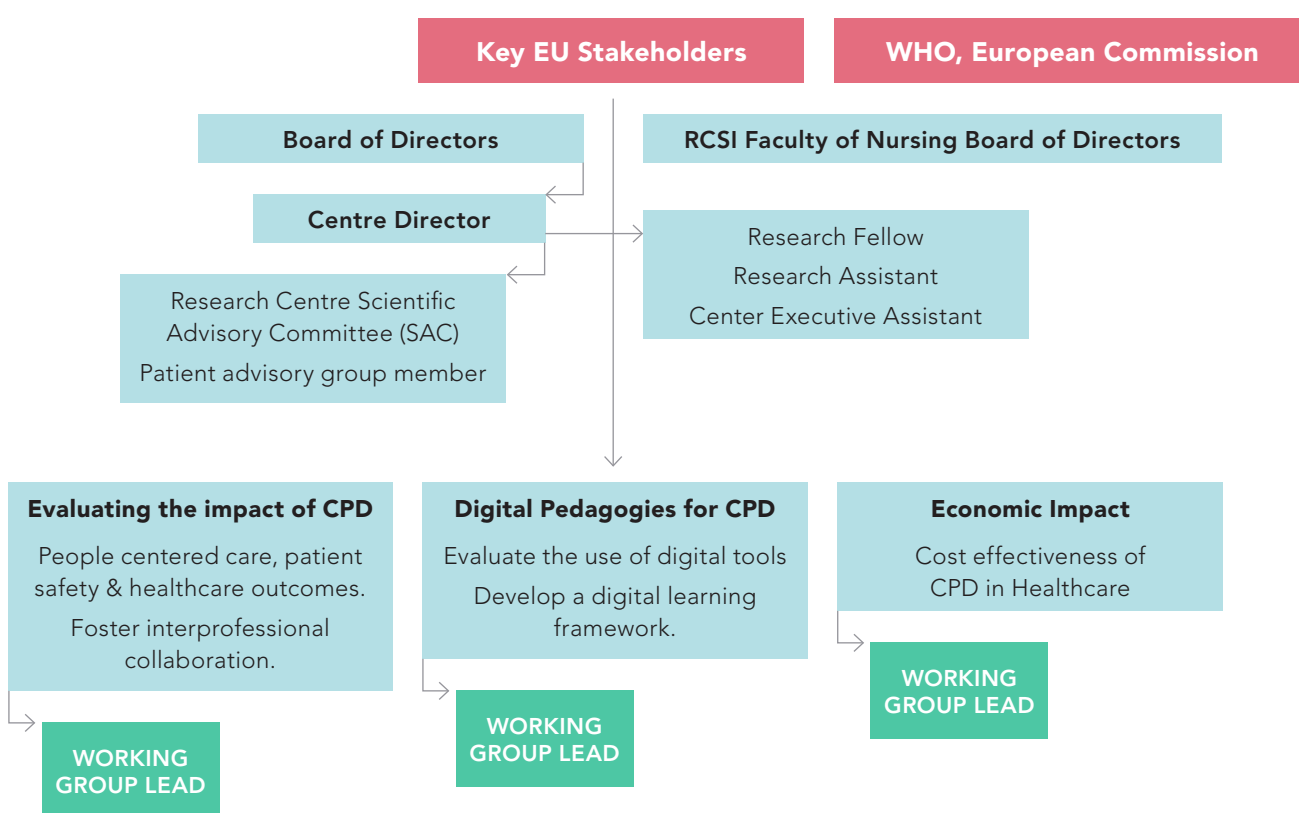 Key EU Stakeholders
WHO, European Commission
Board of Directors
RCSI Faculty of Nursing Board of Directors
Centre Director
Research Fellow
Research Assistant
Center Executive Assistant
Research Centre Scientific
Advisory Committee (SAC)
Patient advisory group member
Evaluating the impact of CPD
People centered care, patient
safety & healthcare outcomes.
Foster interprofessional
collaboration.
WORKING
GROUP LEAD
Digital Pedagogies for CPD
Evaluate the use of digital tools
Develop a digital learning
framework.
WORKING
GROUP LEAD
Economic Impact
Cost effectiveness of
CPD in Healthcare
WORKING
GROUP LEAD